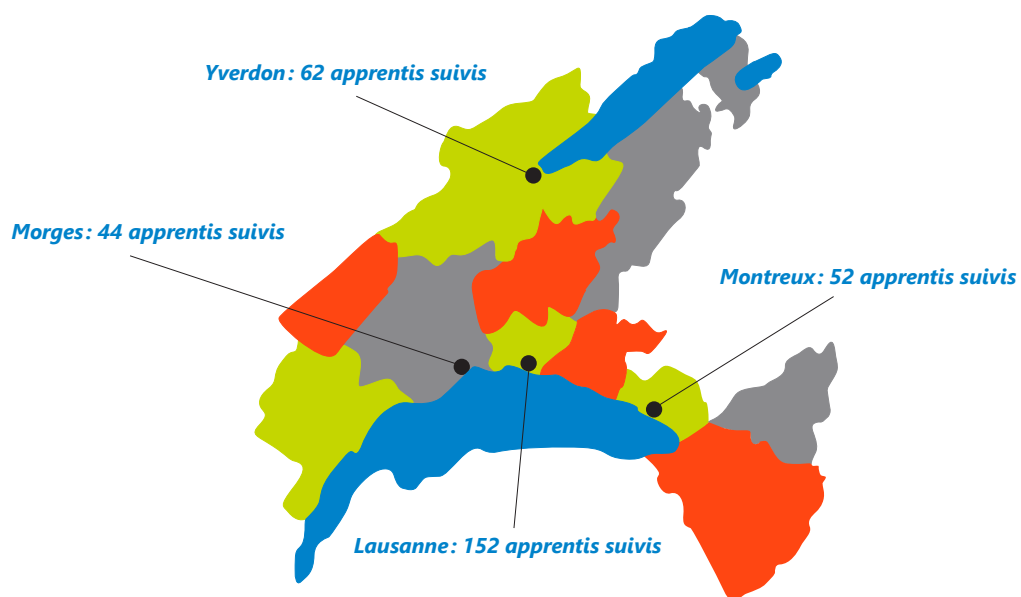 Yverdon: 62 apprentis suivis
Morges: 44 apprentis suivis
Montreux: 52 apprentis suivis
Lausanne: 152 apprentis suivis